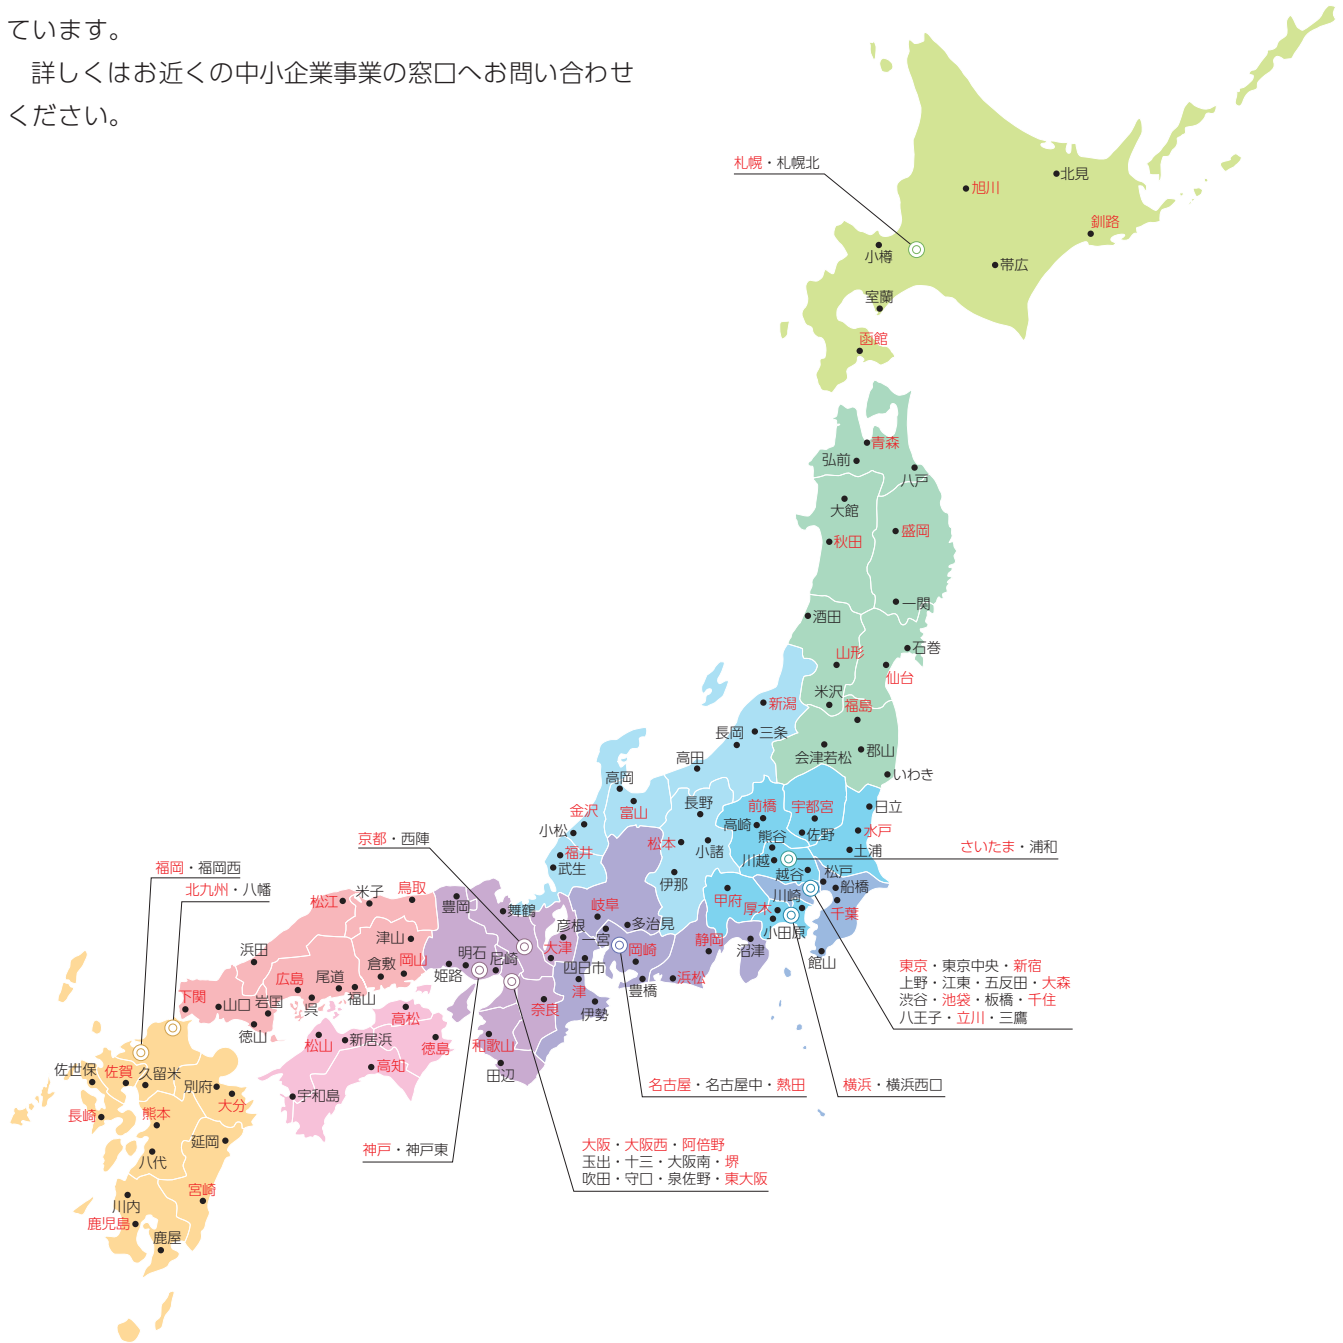 ています。
　詳しくはお近くの中小企業事業の窓口へお問い合わせ
ください。
札幌・札幌北
旭川
北見
釧路
小樽
帯広
室蘭
函館
青森
弘前
八戸
大館
盛岡
秋田
一関
酒田
石巻
山形
仙台
米沢
福島
新潟
長岡
三条
会津若松
郡山
いわき
高田
高岡
富山
金沢
小松
福井
武生
長野
松本
小諸
伊那
前橋
高崎
宇都宮
佐野
日立
水戸
土浦
熊谷
川越
越谷
さいたま・浦和
松戸
船橋
千葉
川崎
甲府
厚木
小田原
館山
京都・西陣
福岡・福岡西
北九州・八幡
松江
米子
鳥取
豊岡
舞鶴
岐阜
多治見
彦根
一宮
静岡
沼津
浜田
津山
明石
尼崎
大津
四日市
岡崎
姫路
倉敷
岡山
豊橋
浜松
東京・東京中央・新宿
上野・江東・五反田・大森
渋谷・池袋・板橋・千住
八王子・立川・三鷹
広島
尾道
福山
下関
山口
岩国
呉
徳山
高松
津
伊勢
奈良
松山
新居浜
徳島
高知
宇和島
和歌山
田辺
佐世保
佐賀
久留米
別府
大分
長崎
熊本
延岡
八代
宮崎
川内
鹿児島
鹿屋
名古屋・名古屋中・熱田
横浜・横浜西口
神戸・神戸東
大阪・大阪西・阿倍野
玉出・十三・大阪南・堺
吹田・守口・泉佐野・東大阪